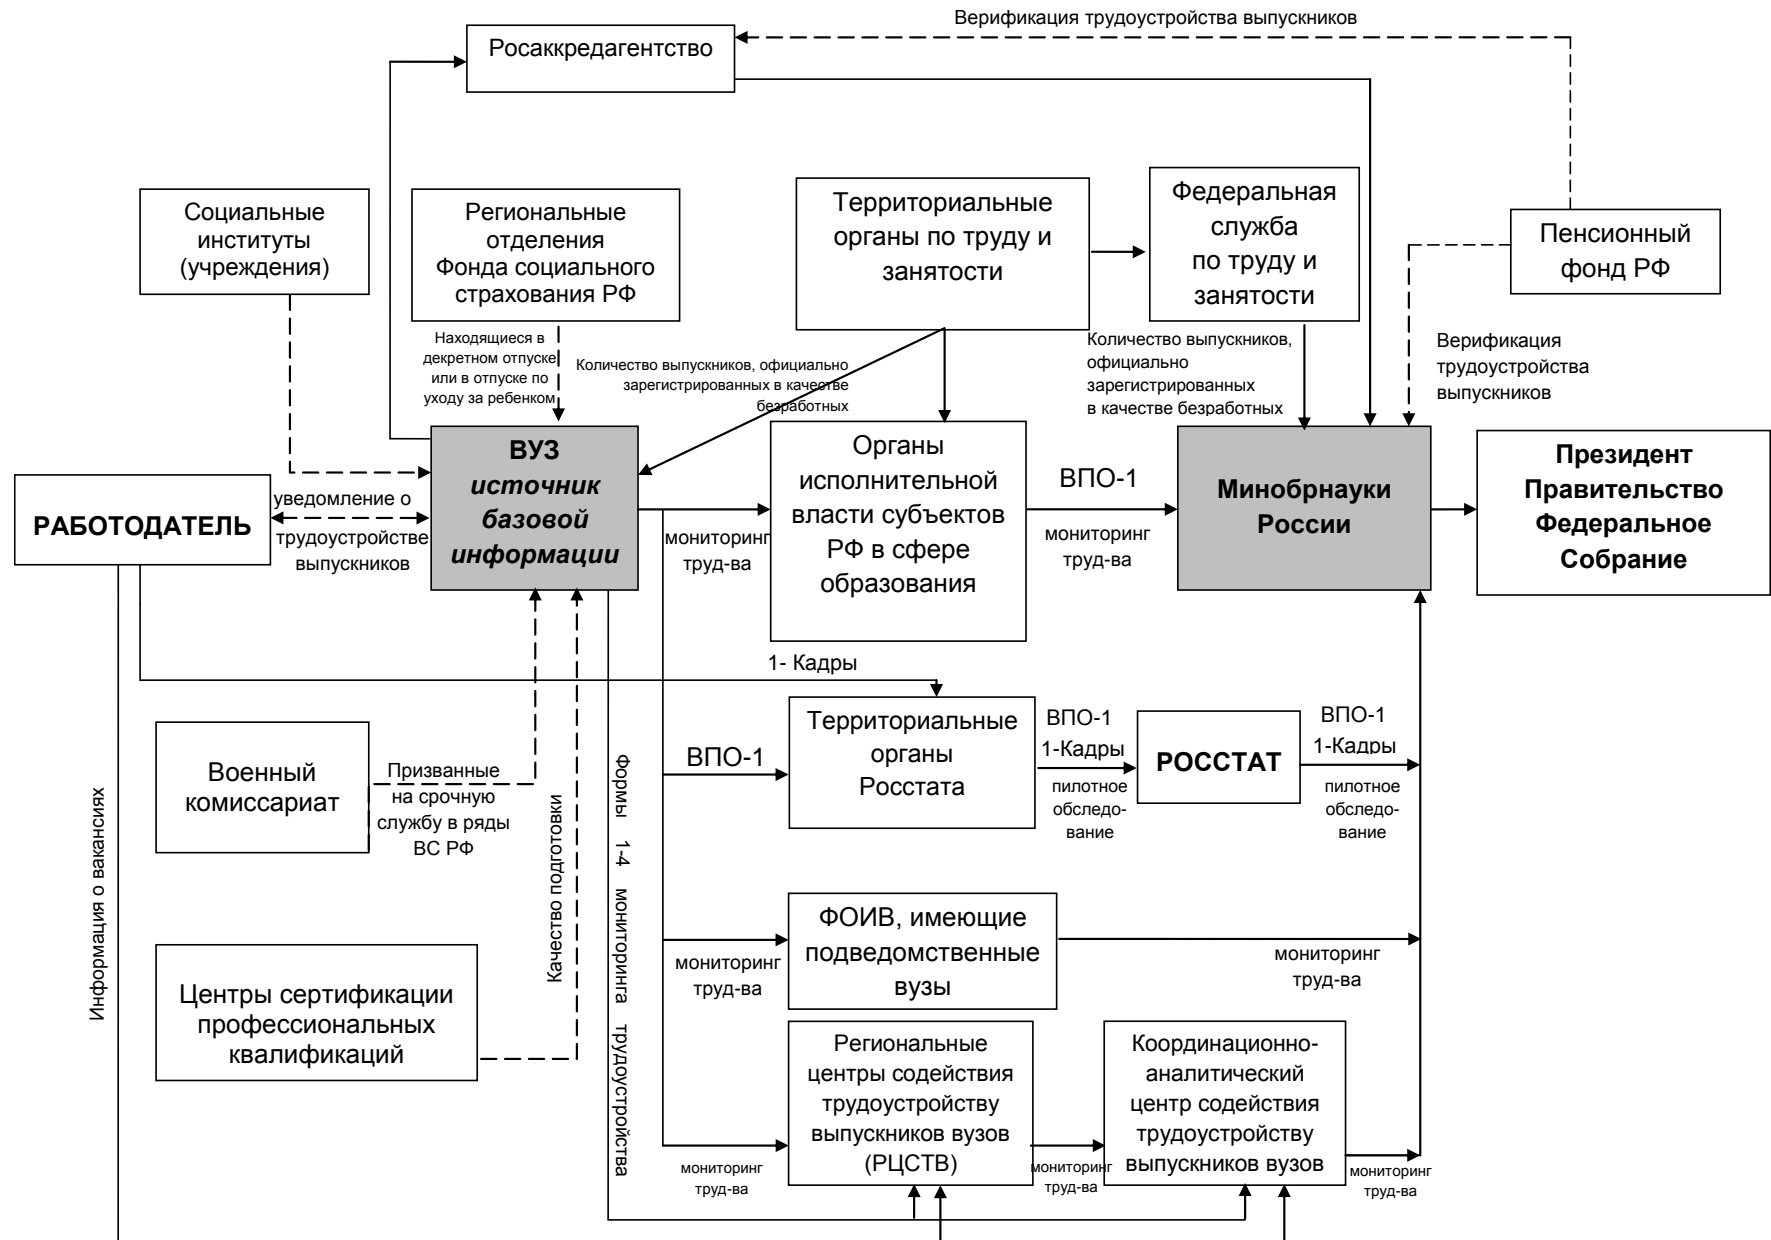 Верификация трудоустройства выпускников
Росаккредагентство
Социальные
институты
(учреждения)
Региональные
отделения
Фонда социального
страхования РФ
Территориальные
органы по труду и
занятости
Федеральная
служба
по труду и
занятости
Пенсионный
фонд РФ
Находящиеся в
декретном отпуске
или в отпуске по
уходу за ребенком
Количество выпускников, официально
зарегистрированных в качестве
безработных
Количество выпускников,
официально
зарегистрированных
в качестве безработных
Верификация
трудоустройства
выпускников
РАБОТОДАТЕЛЬ
уведомление о
трудоустройстве
выпускников
ВУЗ
источник
базовой
информации
мониторинг
труд-ва
Органы
исполнительной
власти субъектов
РФ в сфере
образования
ВПО-1
мониторинг
труд-ва
Минобрнауки
России
Президент
Правительство
Федеральное
Собрание
1- Кадры
Военный
комиссариат
Призванные
на срочную
службу в ряды
ВС РФ
ВПО-1
Территориальные
органы
Росстата
ВПО-1
1-Кадры
пилотное
обследо-
вание
РОССТАТ
ВПО-1
1-Кадры
пилотное
обследо-
вание
Информация о вакансиях
Качество подготовки
Формы 1-4 мониторинга трудоустройства
Центры сертификации
профессиональных
квалификаций
мониторинг
труд-ва
ФОИВ, имеющие
подведомственные
вузы
мониторинг
труд-ва
мониторинг
труд-ва
Региональные
центры содействия
трудоустройству
выпускников вузов
(РЦСТВ)
мониторинг
труд-ва
Координационно-
аналитический
центр содействия
трудоустройству
выпускников вузов
мониторинг
труд-ва